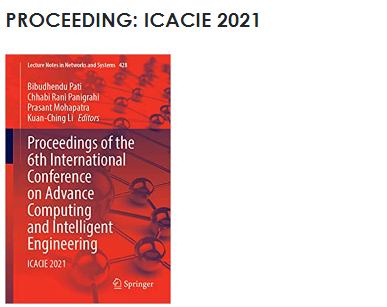 PROCEEDING: ICACIE 2021
Lecture Notes in Networks and Systems 428
Bibudhendu Pati
Chhabi Rani Panigrahi
Prasant Mohapatra
Kuan-Ching Li Editors
Proceedings of the
6th International
Conference
on Advance
Computing
and Intelligent
Engineering
ICACIE 2021
Springer